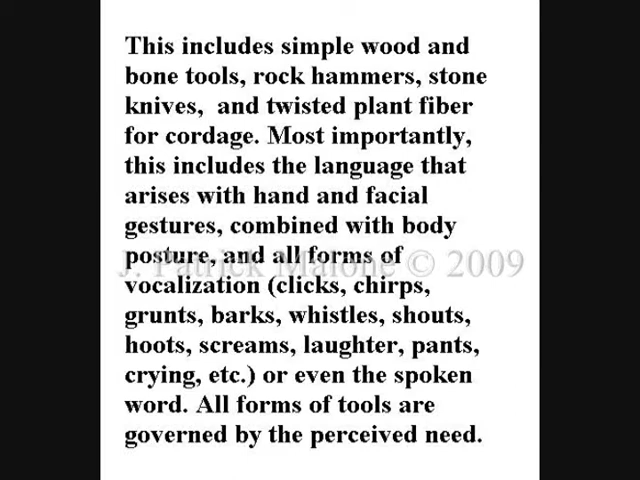 This includes simple wood and
bone tools, rock hammers, stone
knives,  and twisted plant fiber
for cordage. Most importantly,
this includes the language that
arises with hand and facial
gestures, combined with body
posture, and all forms of
J. Patrick Malone © 2009
vocalization (clicks, chirps,
grunts, barks, whistles, shouts,
hoots, screams, laughter, pants,
crying, etc.) or even the spoken
word. All forms of tools are
governed by the perceived need.